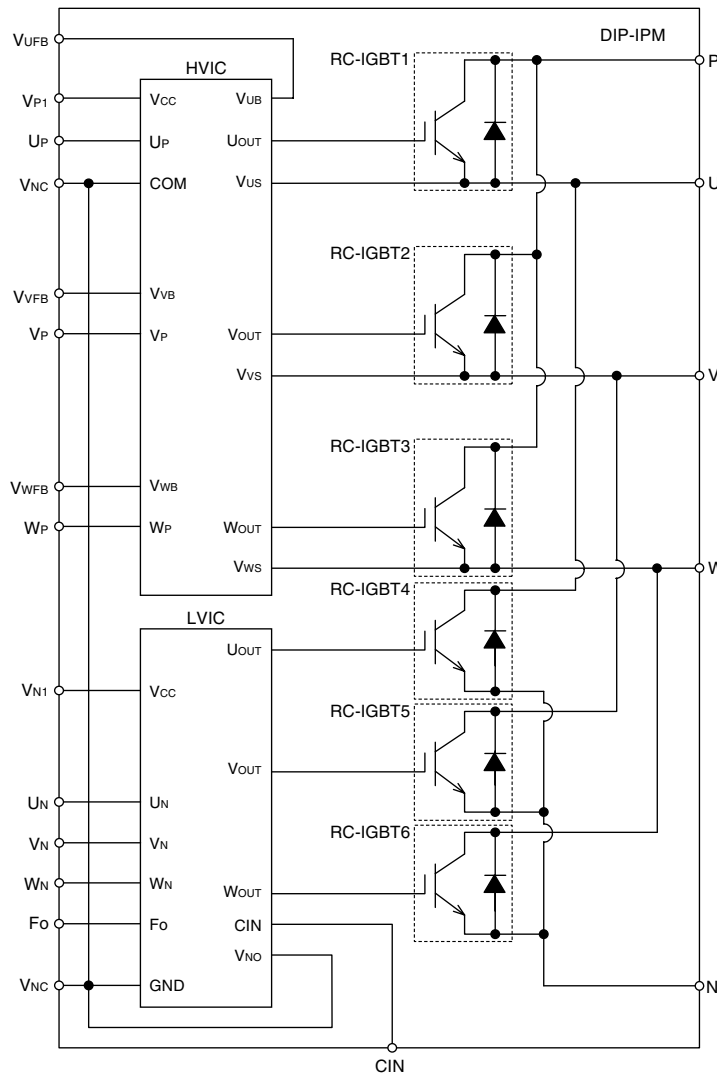 DIP-IPM
VUFB
RC-IGBT1
P
HVIC
VP1
VCC
VUB
UP
UP
UOUT
VNC
COM
VUS
U
RC-IGBT2
VVFB
VVB
VP
VP
VOUT
VVS
V
RC-IGBT3
VWFB
VWB
WP
WP
WOUT
VWS
W
RC-IGBT4
LVIC
UOUT
VN1
VCC
RC-IGBT5
VOUT
UN
UN
VN
VN
RC-IGBT6
WN
WN
WOUT
Fo
Fo
CIN
VNO
VNC
GND
N
CIN